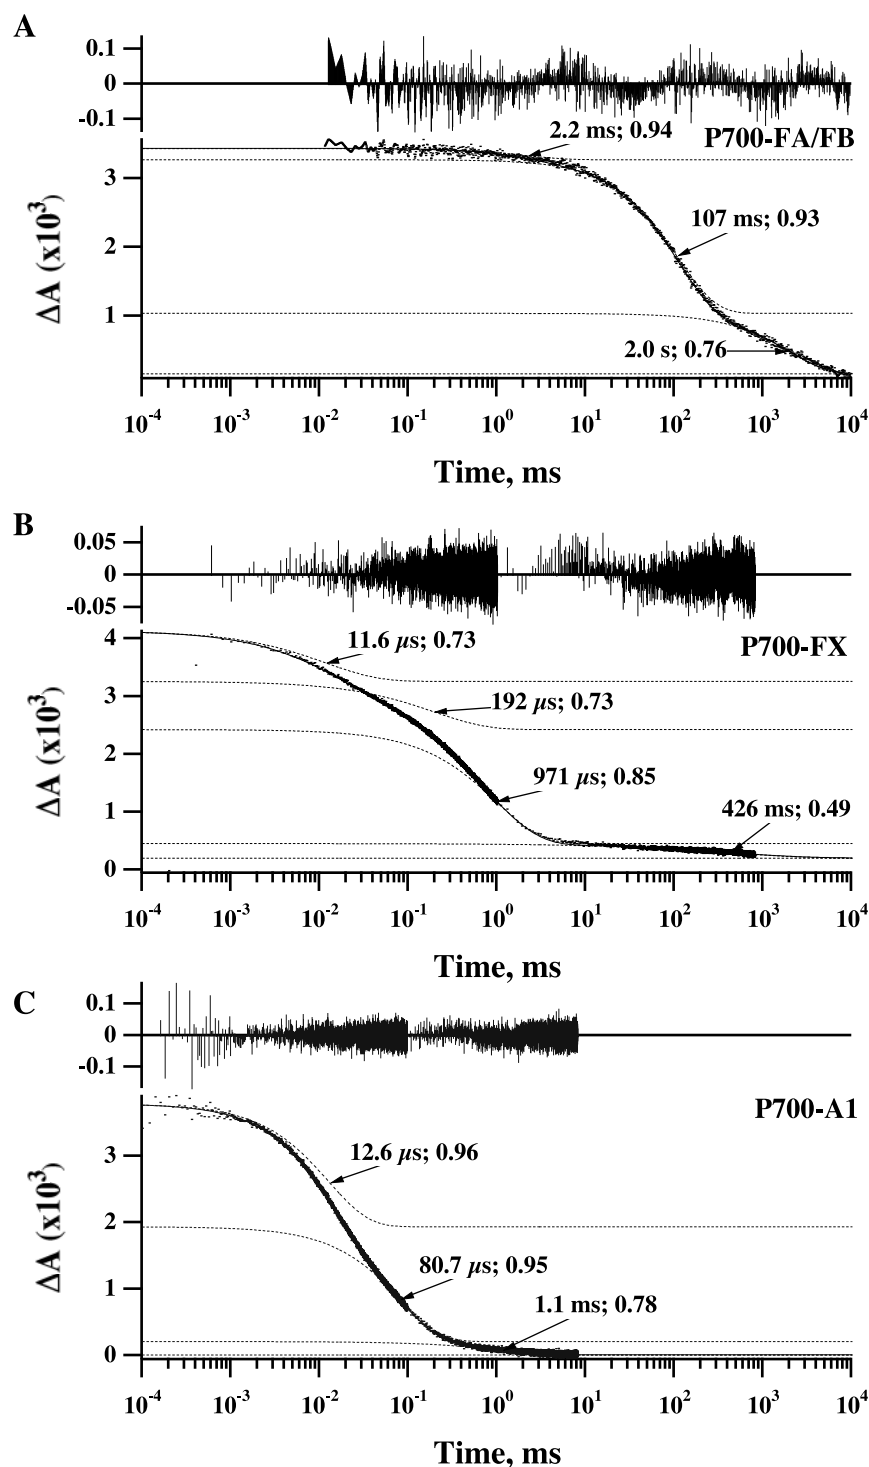 A
0.1
0
-0.1
2.2 ms; 0.94
P700-FA/FB
3
107 ms; 0.93
2
1
2.0 s; 0.76
ΔA (x10³)
10⁻⁴ 10⁻³ 10⁻² 10⁻¹ 10⁰ 10¹ 10² 10³ 10⁴
Time, ms
B
0.05
0
-0.05
4
11.6 µs; 0.73
P700-FX
3
192 µs; 0.73
2
971 µs; 0.85
1
426 ms; 0.49
0
ΔA (x10³)
10⁻⁴ 10⁻³ 10⁻² 10⁻¹ 10⁰ 10¹ 10² 10³ 10⁴
Time, ms
C
0.1
0
-0.1
P700-A1
3
12.6 µs; 0.96
2
80.7 µs; 0.95
1
1.1 ms; 0.78
0
ΔA (x10³)
10⁻⁴ 10⁻³ 10⁻² 10⁻¹ 10⁰ 10¹ 10² 10³ 10⁴
Time, ms